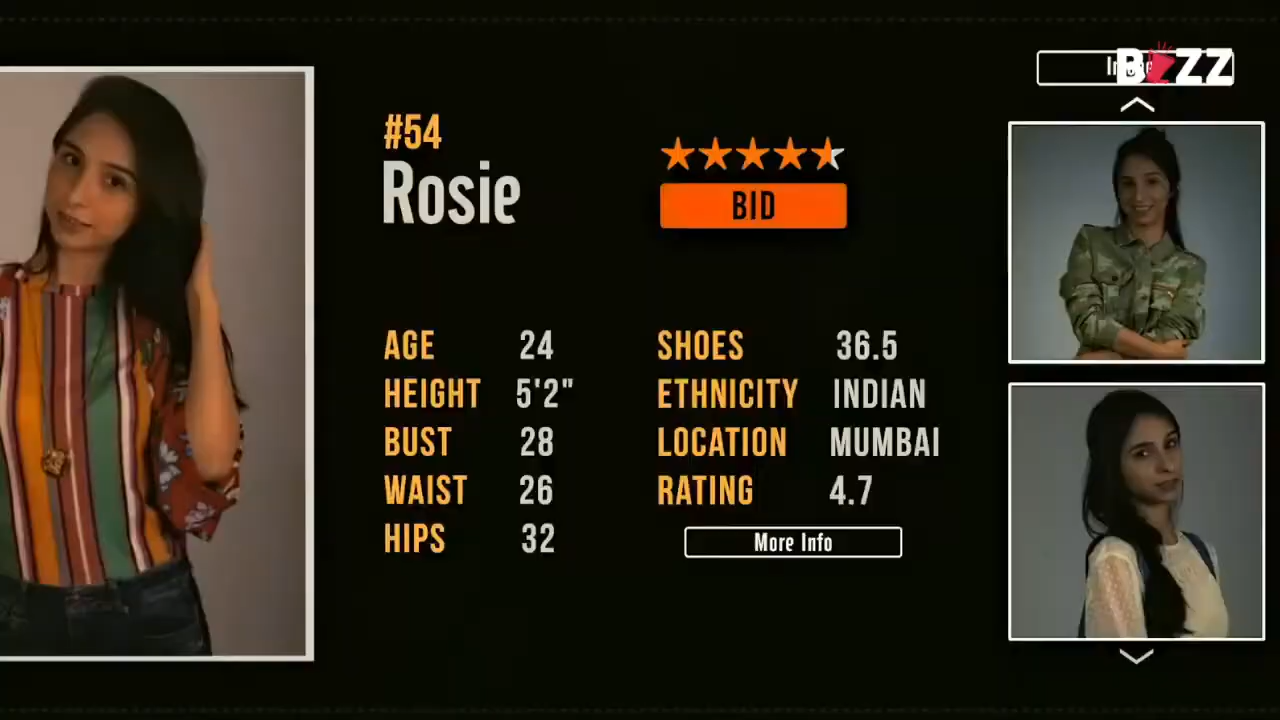 BUZZ
#54
Rosie
BID
AGE 24
HEIGHT 5'2"
BUST 28
WAIST 26
HIPS 32
SHOES 36.5
ETHNICITY INDIAN
LOCATION MUMBAI
RATING 4.7
More Info